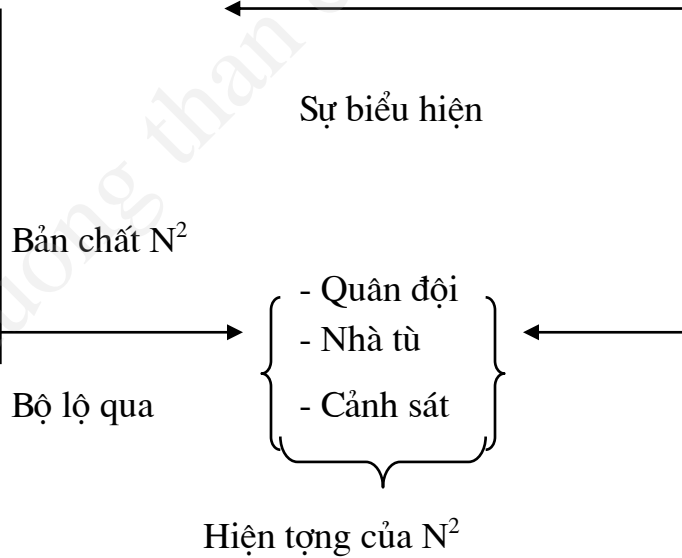 Sự biểu hiện
Bản chất N²
- Quân đội
- Nhà tù
Bộ lộ qua
- Cảnh sát
Hiện tợng của N²